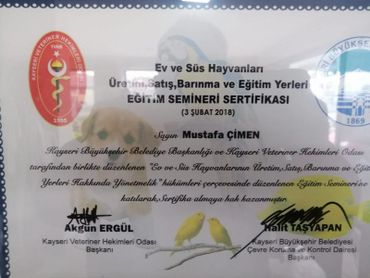 Ev ve Süs Hayvanları
Üretim,Satış,Barınma ve Eğitim Yerleri
EĞİTİM SEMİNERİ SERTİFİKASI
(3 ŞUBAT 2018)
Sayın Mustafa ÇİMEN
Kayseri Büyükşehir Belediye Başkanlığı ve Kayseri Veteriner Hekimleri Odası
tarafından birlikte düzenlenen "Ev ve Süs Hayvanlarının Üretim,Satış,Barınma ve Eğitim
Yerleri Hakkında Yönetmelik" hükümleri çerçevesinde düzenlenen Eğitim Semineri'ne
katılarak, Sertifika almaya hak kazanmıştır.
Akgün ERGÜL
Kayseri Veteriner Hekimleri Odası
Başkanı
Halit TAŞYAPAN
Kayseri Büyükşehir Belediyesi
Çevre Koruma ve Kontrol Dairesi
Başkanı
KAYSERİ VETERİNER HEKİMLERİ ODASI
1869